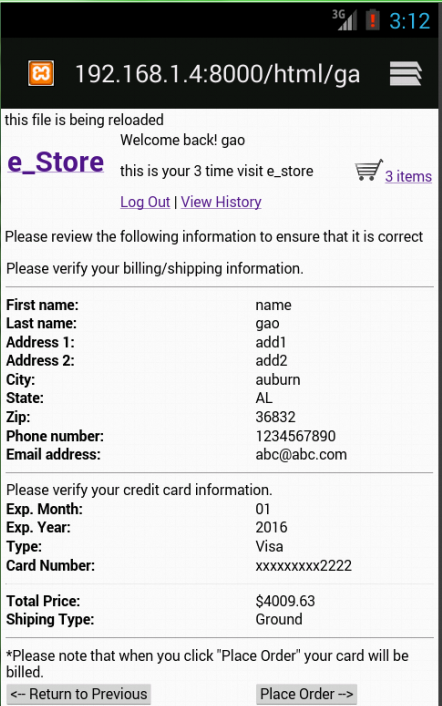 3G 3:12
192.168.1.4:8000/html/ga
this file is being reloaded
Welcome back! gao
e_Store
this is your 3 time visit e_store
3 items
Log Out | View History
Please review the following information to ensure that it is correct
Please verify your billing/shipping information.
First name: name
Last name: gao
Address 1: add1
Address 2: add2
City: auburn
State: AL
Zip: 36832
Phone number: 1234567890
Email address: abc@abc.com
Please verify your credit card information.
Exp. Month: 01
Exp. Year: 2016
Type: Visa
Card Number: xxxxxxxxx2222
Total Price: $4009.63
Shiping Type: Ground
*Please note that when you click "Place Order" your card will be
billed.
<-- Return to Previous Place Order -->